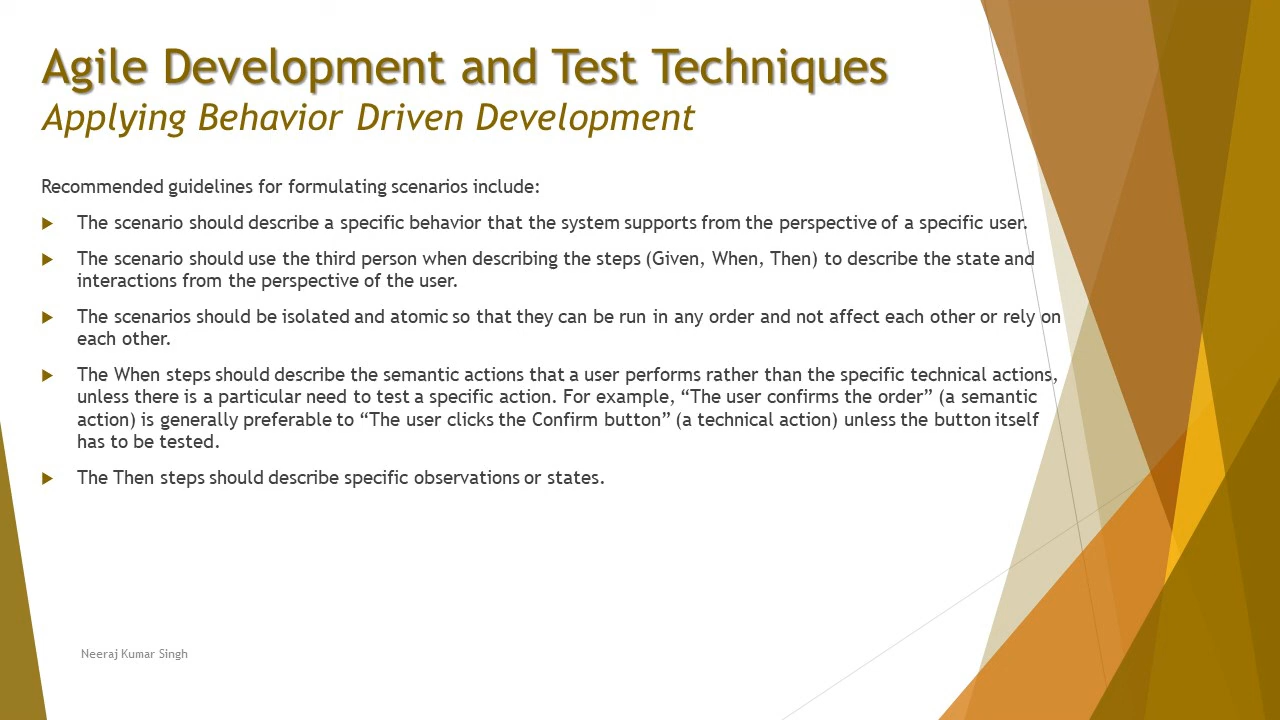 Agile Development and Test Techniques
Applying Behavior Driven Development
Recommended guidelines for formulating scenarios include:
The scenario should describe a specific behavior that the system supports from the perspective of a specific user.
The scenario should use the third person when describing the steps (Given, When, Then) to describe the state and
interactions from the perspective of the user.
The scenarios should be isolated and atomic so that they can be run in any order and not affect each other or rely on
each other.
The When steps should describe the semantic actions that a user performs rather than the specific technical actions,
unless there is a particular need to test a specific action. For example, “The user confirms the order” (a semantic
action) is generally preferable to “The user clicks the Confirm button” (a technical action) unless the button itself
has to be tested.
The Then steps should describe specific observations or states.
Neeraj Kumar Singh